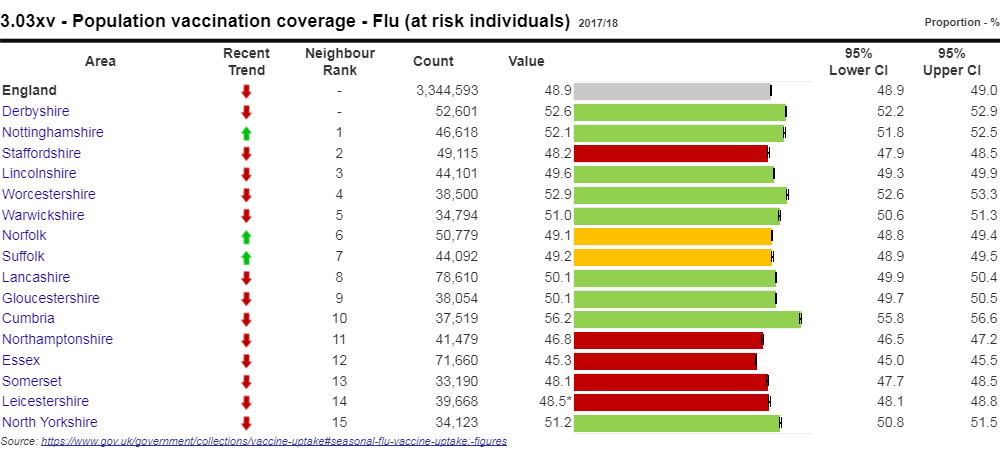 3.03xv - Population vaccination coverage - Flu (at risk individuals) 2017/18 Proportion - %
Area Recent Trend Neighbour Rank Count Value 95% Lower CI 95% Upper CI
England - 3,344,593 48.9 48.9 49.0
Derbyshire - 52,601 52.6 52.2 52.9
Nottinghamshire 1 46,618 52.1 51.8 52.5
Staffordshire 2 49,115 48.2 47.9 48.5
Lincolnshire 3 44,101 49.6 49.3 49.9
Worcestershire 4 38,500 52.9 52.6 53.3
Warwickshire 5 34,794 51.0 50.6 51.3
Norfolk 6 50,779 49.1 48.8 49.4
Suffolk 7 44,092 49.2 48.9 49.5
Lancashire 8 78,610 50.1 49.9 50.4
Gloucestershire 9 38,054 50.1 49.7 50.5
Cumbria 10 37,519 56.2 55.8 56.6
Northamptonshire 11 41,479 46.8 46.5 47.2
Essex 12 71,660 45.3 45.0 45.5
Somerset 13 33,190 48.1 47.7 48.5
Leicestershire 14 39,668 48.5* 48.1 48.8
North Yorkshire 15 34,123 51.2 50.8 51.5
Source: https://www.gov.uk/government/collections/vaccine-uptake#seasonal-flu-vaccine-uptake:-figures